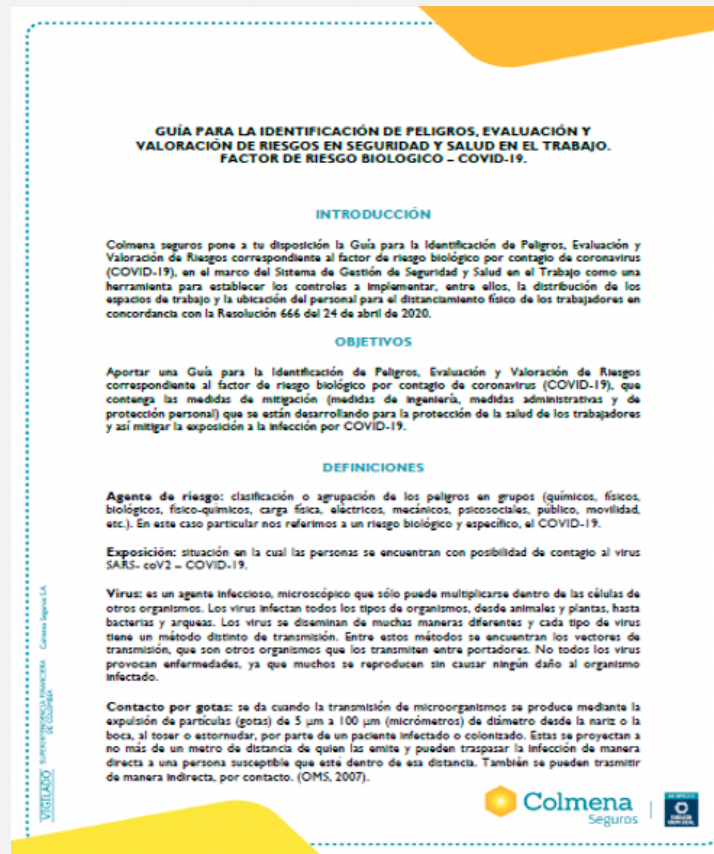 GUÍA PARA LA IDENTIFICACIÓN DE PELIGROS, EVALUACIÓN Y
VALORACIÓN DE RIESGOS EN SEGURIDAD Y SALUD EN EL TRABAJO.
FACTOR DE RIESGO BIOLOGICO – COVID-19.
INTRODUCCIÓN
Colmena seguros pone a tu disposición la Guía para la Identificación de Peligros, Evaluación y
Valoración de Riesgos correspondiente al factor de riesgo biológico por contagio de coronavirus
(COVID-19), en el marco del Sistema de Gestión de Seguridad y Salud en el Trabajo como una
herramienta para establecer los controles a implementar, entre ellos, la distribución de los
espacios de trabajo y la ubicación del personal para el distanciamiento físico de los trabajadores en
concordancia con la Resolución 666 del 24 de abril de 2020.
OBJETIVOS
Aportar una Guía para la Identificación de Peligros, Evaluación y Valoración de Riesgos
correspondiente al factor de riesgo biológico por contagio de coronavirus (COVID-19), que
contenga las medidas de mitigación (medidas de ingeniería, medidas administrativas y de
protección personal) que se están desarrollando para la protección de la salud de los trabajadores
y así mitigar la exposición a la infección por COVID-19.
DEFINICIONES
Agente de riesgo: clasificación o agrupación de los peligros en grupos (químicos, físicos,
biológicos, físico-químicos, carga física, eléctricos, mecánicos, psicosociales, público, movilidad,
etc.). En este caso particular nos referimos a un riesgo biológico y específico, el COVID-19.
Exposición: situación en la cual las personas se encuentran con posibilidad de contagio al virus
SARS- coV2 – COVID-19.
Virus: es un agente infeccioso, microscópico que sólo puede multiplicarse dentro de las células de
otros organismos. Los virus infectan todos los tipos de organismos, desde animales y plantas, hasta
bacterias y arqueas. Los virus se diseminan de muchas maneras diferentes y cada tipo de virus
tiene un método distinto de transmisión. Entre estos métodos se encuentran los vectores de
transmisión, que son otros organismos que los transmiten entre portadores. No todos los virus
provocan enfermedades, ya que muchos se reproducen sin causar ningún daño al organismo
infectado.
Contacto por gotas: se da cuando la transmisión de microorganismos se produce mediante la
expulsión de partículas (gotas) de 5 µm a 100 µm (micrómetros) de diámetro desde la nariz o la
boca, al toser o estornudar, por parte de un paciente infectado o colonizado. Estas se proyectan a
no más de un metro de distancia de quien las emite y pueden traspasar la infección de manera
directa a una persona susceptible que esté dentro de esa distancia. También se pueden trasmitir
de manera indirecta, por contacto. (OMS, 2007).
VIGILADO SUPERINTENDENCIA FINANCIERA
DE COLOMBIA
Colmena Seguros S.A
Colmena
Seguros